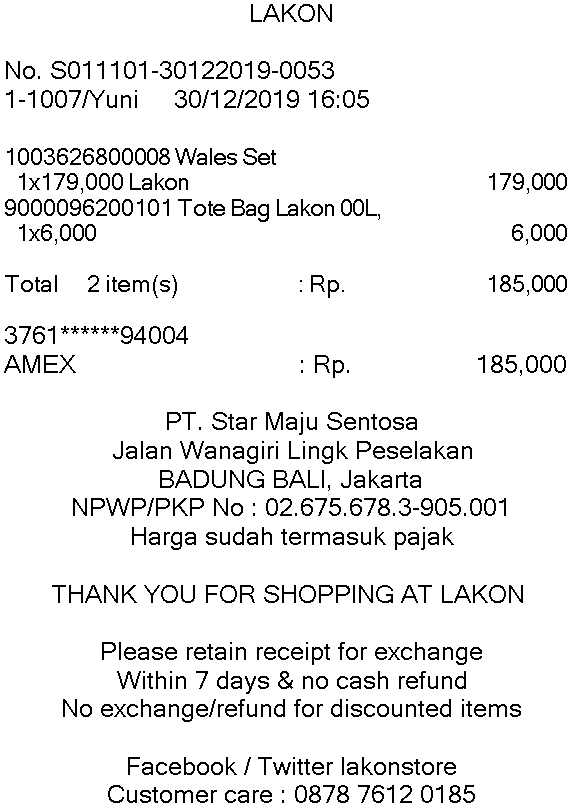 LAKON
No. S011101-30122019-0053
1-1007/Yuni 30/12/2019 16:05
1003626800008 Wales Set
1x179,000 Lakon 179,000
9000096200101 Tote Bag Lakon 00L,
1x6,000 6,000
Total 2 item(s) : Rp. 185,000
3761******94004
AMEX : Rp. 185,000
PT. Star Maju Sentosa
Jalan Wanagiri Lingk Peselakan
BADUNG BALI, Jakarta
NPWP/PKP No : 02.675.678.3-905.001
Harga sudah termasuk pajak
THANK YOU FOR SHOPPING AT LAKON
Please retain receipt for exchange
Within 7 days & no cash refund
No exchange/refund for discounted items
Facebook / Twitter lakonstore
Customer care : 0878 7612 0185